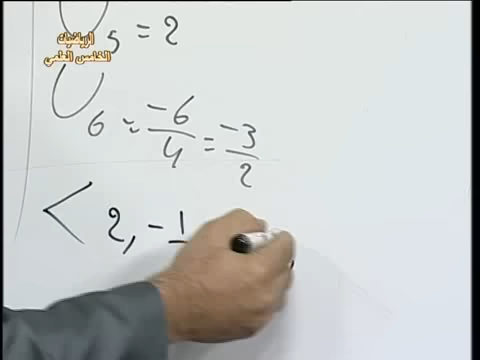 الرياضيات
الخامس العلمي
U₅ = 2
U₆ = -6/4 = -3/2
< 2, -1